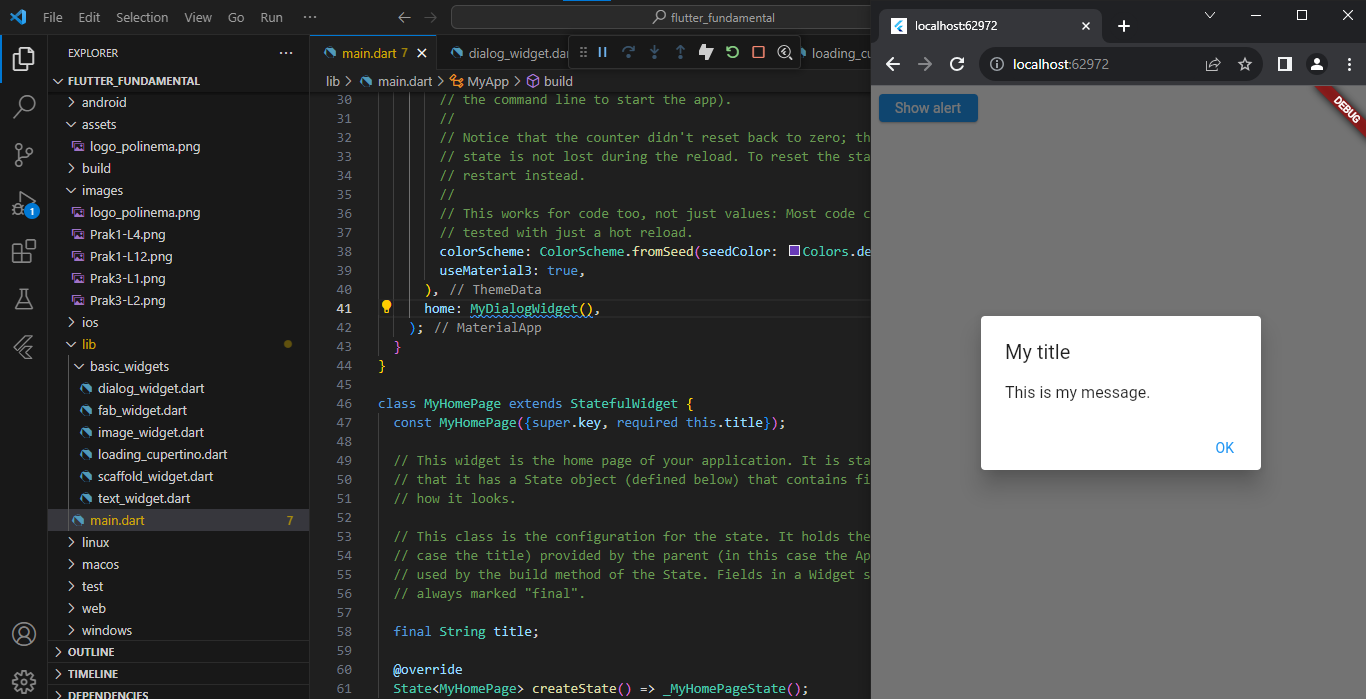 File Edit Selection View Go Run ···
flutter_fundamental
EXPLORER
FLUTTER_FUNDAMENTAL
android
assets
logo_polinema.png
build
images
logo_polinema.png
Prak1-L4.png
Prak1-L12.png
Prak3-L1.png
Prak3-L2.png
ios
lib
basic_widgets
dialog_widget.dart
fab_widget.dart
image_widget.dart
loading_cupertino.dart
scaffold_widget.dart
text_widget.dart
main.dart 7
linux
macos
test
web
windows
OUTLINE
TIMELINE
DEPENDENCIES
1
main.dart 7 dialog_widget.dar loading_cu
lib > main.dart > MyApp > build
30 // the command line to start the app).
31 //
32 // Notice that the counter didn't reset back to zero; th
33 // state is not lost during the reload. To reset the sta
34 // restart instead.
35 //
36 // This works for code too, not just values: Most code c
37 // tested with just a hot reload.
38 colorScheme: ColorScheme.fromSeed(seedColor: Colors.de
39 useMaterial3: true,
40 ), // ThemeData
41 home: MyDialogWidget(),
42 ); // MaterialApp
43 }
44 }
45
46 class MyHomePage extends StatefulWidget {
47 const MyHomePage({super.key, required this.title});
48
49 // This widget is the home page of your application. It is sta
50 // that it has a State object (defined below) that contains fi
51 // how it looks.
52
53 // This class is the configuration for the state. It holds the
54 // case the title) provided by the parent (in this case the Ap
55 // used by the build method of the State. Fields in a Widget s
56 // always marked "final".
57
58 final String title;
59
60 @override
61 State<MyHomePage> createState() => _MyHomePageState();
localhost:62972
localhost:62972
Show alert
DEBUG
My title
This is my message.
OK